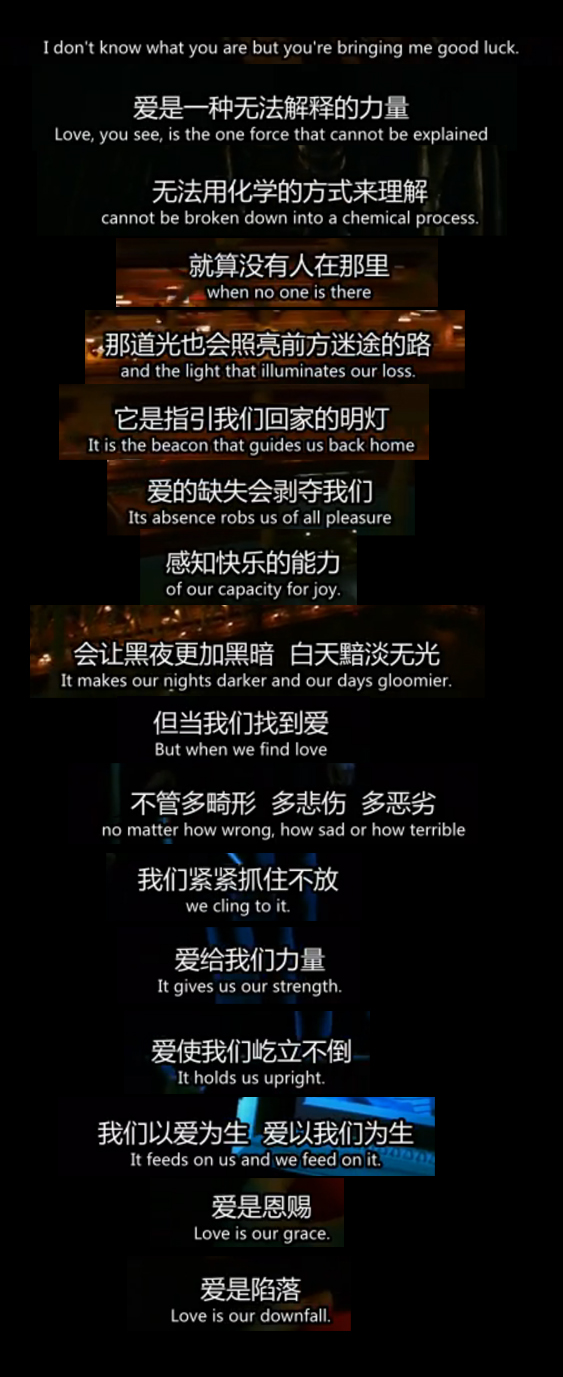 I don't know what you are but you're bringing me good luck.
爱是一种无法解释的力量
Love, you see, is the one force that cannot be explained
无法用化学的方式来理解
cannot be broken down into a chemical process.
就算没有人在那里
when no one is there
那道光也会照亮前方迷途的路
and the light that illuminates our loss.
它是指引我们回家的明灯
It is the beacon that guides us back home
爱的缺失会剥夺我们
Its absence robs us of all pleasure
感知快乐的能力
of our capacity for joy.
会让黑夜更加黑暗 白天黯淡无光
It makes our nights darker and our days gloomier.
但当我们找到爱
But when we find love
不管多畸形 多悲伤 多恶劣
no matter how wrong, how sad or how terrible
我们紧紧抓住不放
we cling to it.
爱给我们力量
It gives us our strength.
爱使我们屹立不倒
It holds us upright.
我们以爱为生 爱以我们为生
It feeds on us and we feed on it.
爱是恩赐
Love is our grace.
爱是陷落
Love is our downfall.